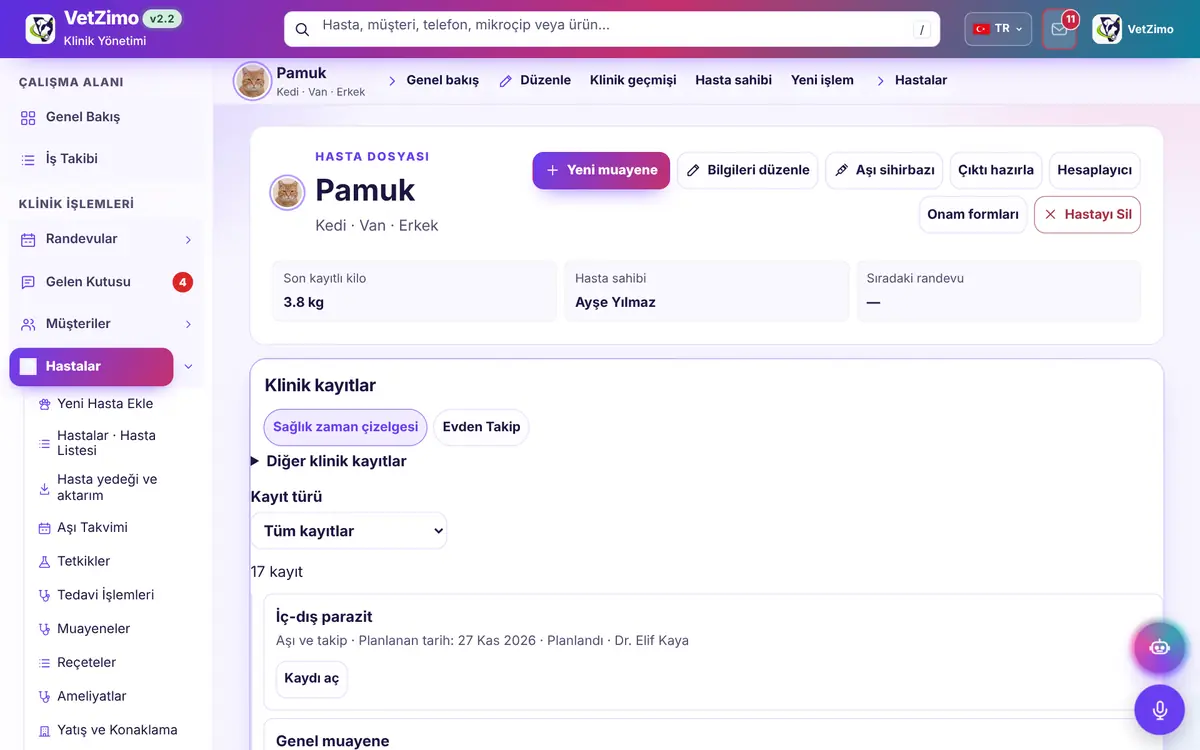 VetZimo v2.2
Klinik Yönetimi
Hasta, müşteri, telefon, mikroçip veya ürün...
/
TR
11
VetZimo
ÇALIŞMA ALANI
Genel Bakış
İş Takibi
KLİNİK İŞLEMLERİ
Randevular
Gelen Kutusu
4
Müşteriler
Hastalar
Yeni Hasta Ekle
Hastalar · Hasta
Listesi
Hasta yedeği ve
aktarım
Aşı Takvimi
Tetkikler
Tedavi İşlemleri
Muayeneler
Reçeteler
Ameliyatlar
Yatış ve Konaklama
Pamuk
Kedi · Van · Erkek
Genel bakış
Düzenle
Klinik geçmişi
Hasta sahibi
Yeni işlem
Hastalar
HASTA DOSYASI
Pamuk
Kedi · Van · Erkek
Yeni muayene
Bilgileri düzenle
Aşı sihirbazı
Çıktı hazırla
Hesaplayıcı
Onam formları
Hastayı Sil
Son kayıtlı kilo
3.8 kg
Hasta sahibi
Ayşe Yılmaz
Sıradaki randevu
—
Klinik kayıtlar
Sağlık zaman çizelgesi
Evden Takip
Diğer klinik kayıtlar
Kayıt türü
Tüm kayıtlar
17 kayıt
İç-dış parazit
Aşı ve takip · Planlanan tarih: 27 Kas 2026 · Planlandı · Dr. Elif Kaya
Kaydı aç
Genel muayene